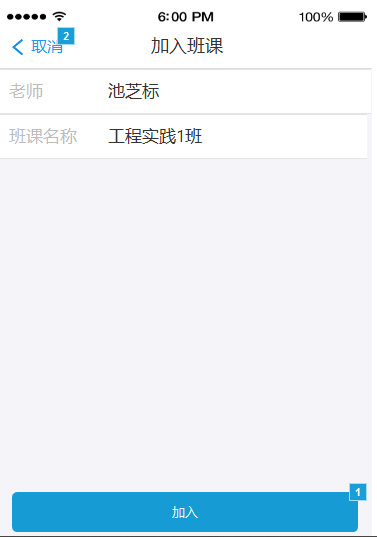 6:00 PM 100%
取消 2 加入班课
老师 池芝标
班课名称 工程实践1班
1
加入